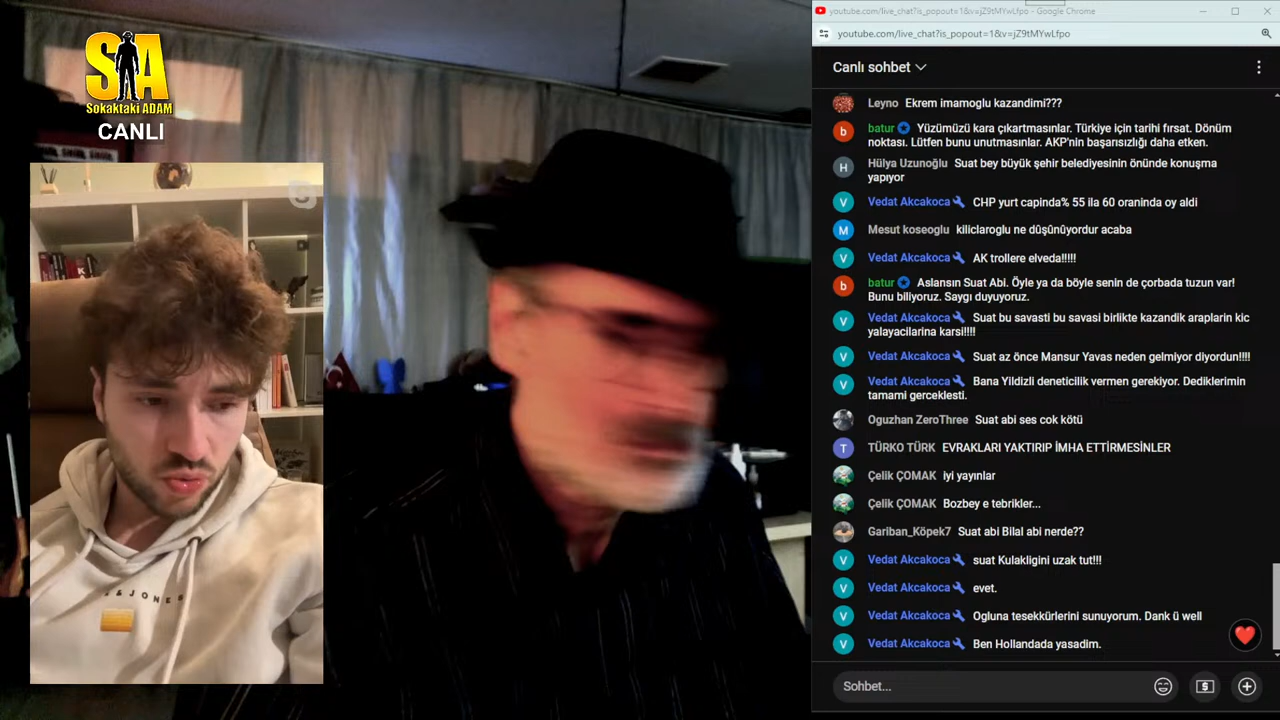 SA
Sokaktaki ADAM
CANLI
& JONES
youtube.com/live_chat?is_popout=1&v=jZ9tMYwLfpo - Google Chrome
youtube.com/live_chat?is_popout=1&v=jZ9tMYwLfpo
Canlı sohbet
Leyno Ekrem imamoglu kazandimi???
batur Yüzümüzü kara çıkartmasınlar. Türkiye için tarihi fırsat. Dönüm
noktası. Lütfen bunu unutmasınlar. AKP'nin başarısızlığı daha etken.
Hülya Uzunoğlu Suat bey büyük şehir belediyesinin önünde konuşma
yapıyor
Vedat Akcakoca CHP yurt capinda% 55 ila 60 oraninda oy aldi
Mesut koseoglu kiliclaroglu ne düşünüyordur acaba
Vedat Akcakoca AK trollere elveda!!!!!
batur Aslansın Suat Abi. Öyle ya da böyle senin de çorbada tuzun var!
Bunu biliyoruz. Saygı duyuyoruz.
Vedat Akcakoca Suat bu savasti bu savasi birlikte kazandik araplarin kic
yalayacilarina karsi!!!!
Vedat Akcakoca Suat az önce Mansur Yavas neden gelmiyor diyordun!!!!
Vedat Akcakoca Bana Yildizli deneticilik vermen gerekiyor. Dediklerimin
tamami gerceklesti.
Oguzhan ZeroThree Suat abi ses cok kötü
TÜRKO TÜRK EVRAKLARI YAKTIRIP İMHA ETTİRMESİNLER
Çelik ÇOMAK iyi yayınlar
Çelik ÇOMAK Bozbey e tebrikler...
Gariban_Köpek7 Suat abi Bilal abi nerde??
Vedat Akcakoca suat Kulakligini uzak tut!!!
Vedat Akcakoca evet.
Vedat Akcakoca Ogluna tesekkürlerini sunuyorum. Dank ü well
Vedat Akcakoca Ben Hollandada yasadim.
Sohbet...